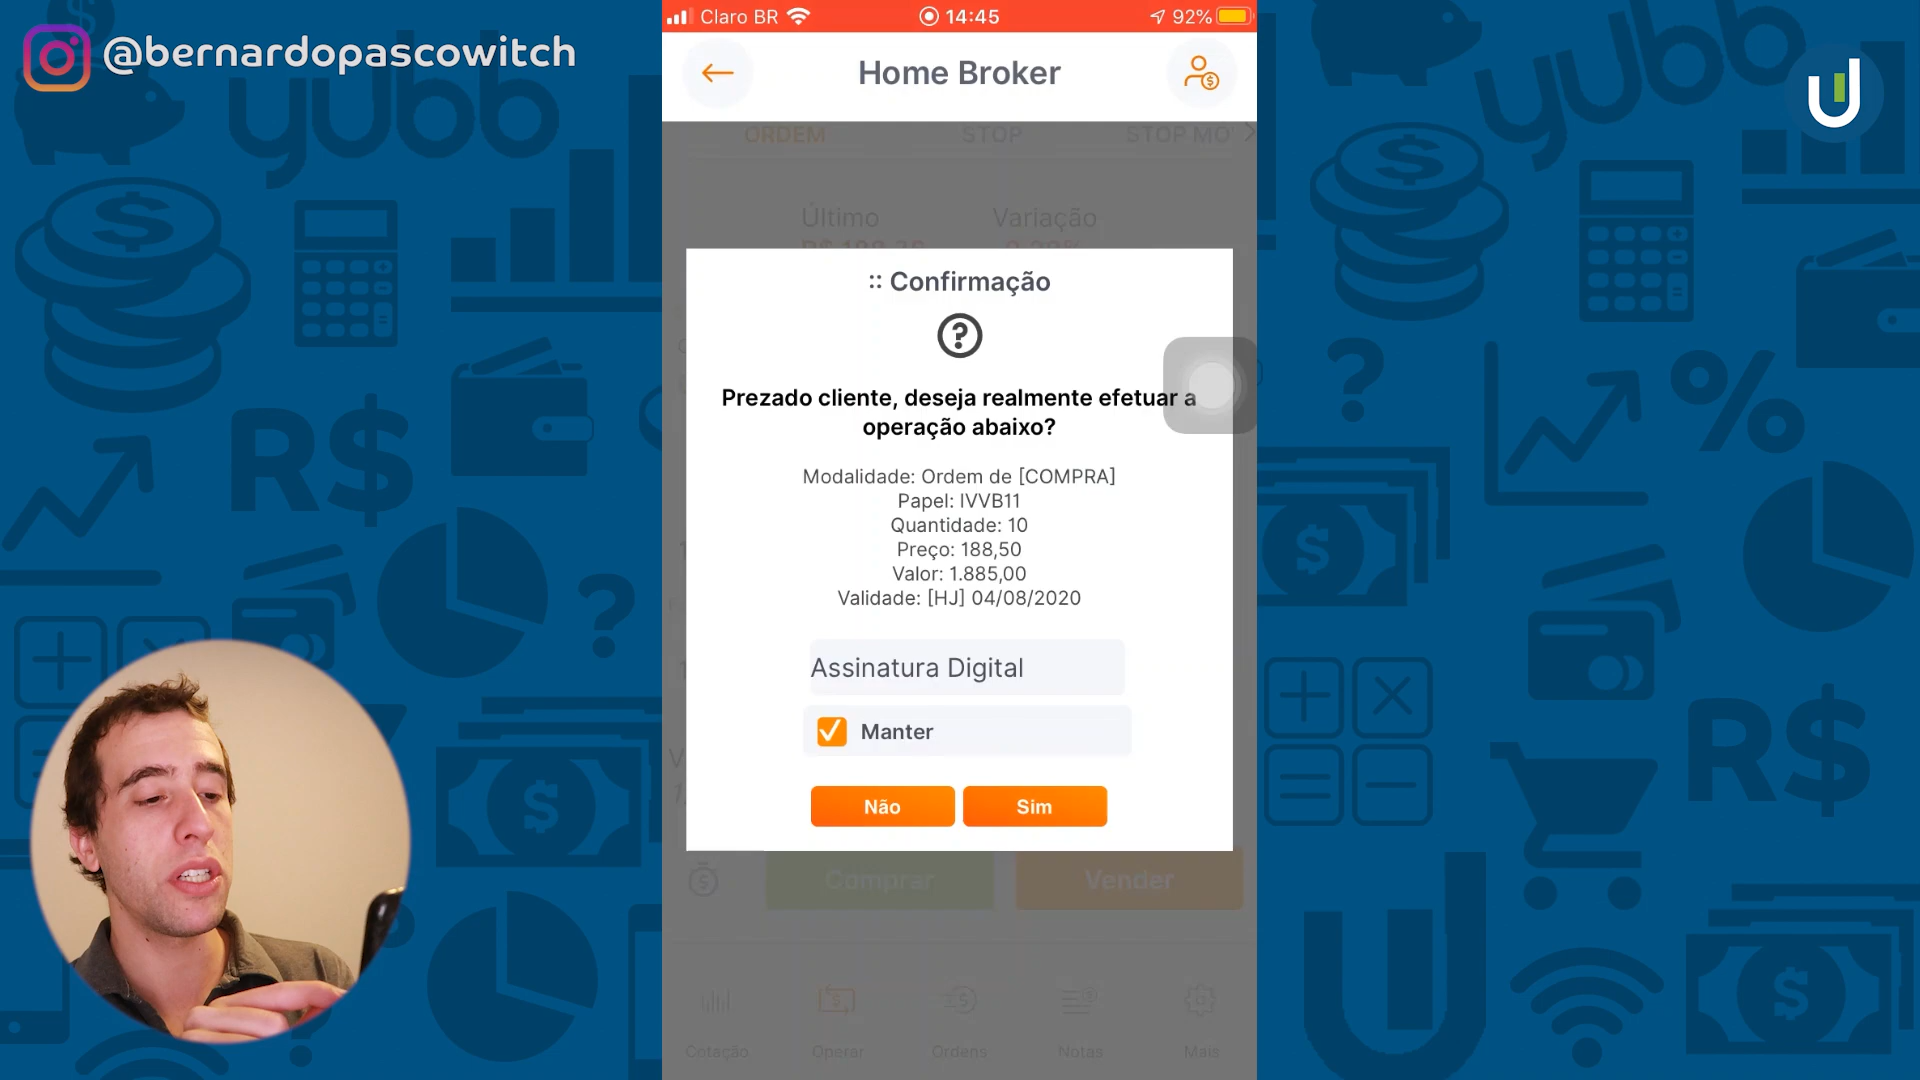 @bernardopascowitch
yubb
yubb
Claro BR
14:45
92%
Home Broker
ORDEM
STOP
STOP MO
Último
Variação
:: Confirmação
?
Prezado cliente, deseja realmente efetuar a
operação abaixo?
Modalidade: Ordem de [COMPRA]
Papel: IVVB11
Quantidade: 10
Preço: 188,50
Valor: 1.885,00
Validade: [HJ] 04/08/2020
Assinatura Digital
Manter
Não
Sim
Comprar
Vender
Cotação
Operar
Ordens
Notas
Mais
R$
R$